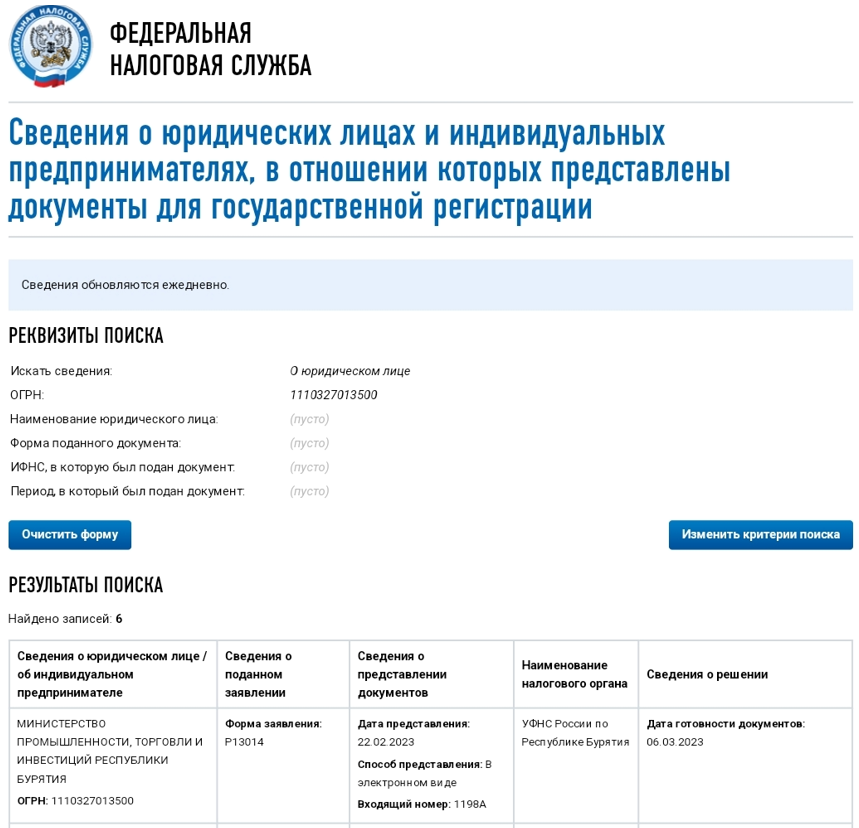 ФЕДЕРАЛЬНАЯ НАЛОГОВАЯ СЛУЖБА
ФЕДЕРАЛЬНАЯ
НАЛОГОВАЯ СЛУЖБА
Сведения о юридических лицах и индивидуальных
предпринимателях, в отношении которых представлены
документы для государственной регистрации
Сведения обновляются ежедневно.
РЕКВИЗИТЫ ПОИСКА
Искать сведения: О юридическом лице
ОГРН: 1110327013500
Наименование юридического лица: (пусто)
Форма поданного документа: (пусто)
ИФНС, в которую был подан документ: (пусто)
Период, в который был подан документ: (пусто)
Очистить форму
Изменить критерии поиска
РЕЗУЛЬТАТЫ ПОИСКА
Найдено записей: 6
Сведения о юридическом лице /
об индивидуальном
предпринимателе
Сведения о
поданном
заявлении
Сведения о
представлении
документов
Наименование
налогового органа
Сведения о решении
МИНИСТЕРСТВО
ПРОМЫШЛЕННОСТИ, ТОРГОВЛИ И
ИНВЕСТИЦИЙ РЕСПУБЛИКИ
БУРЯТИЯ
ОГРН: 1110327013500
Форма заявления:
Р13014
Дата представления:
22.02.2023
Способ представления: В
электронном виде
Входящий номер: 1198А
УФНС России по
Республике Бурятия
Дата готовности документов:
06.03.2023